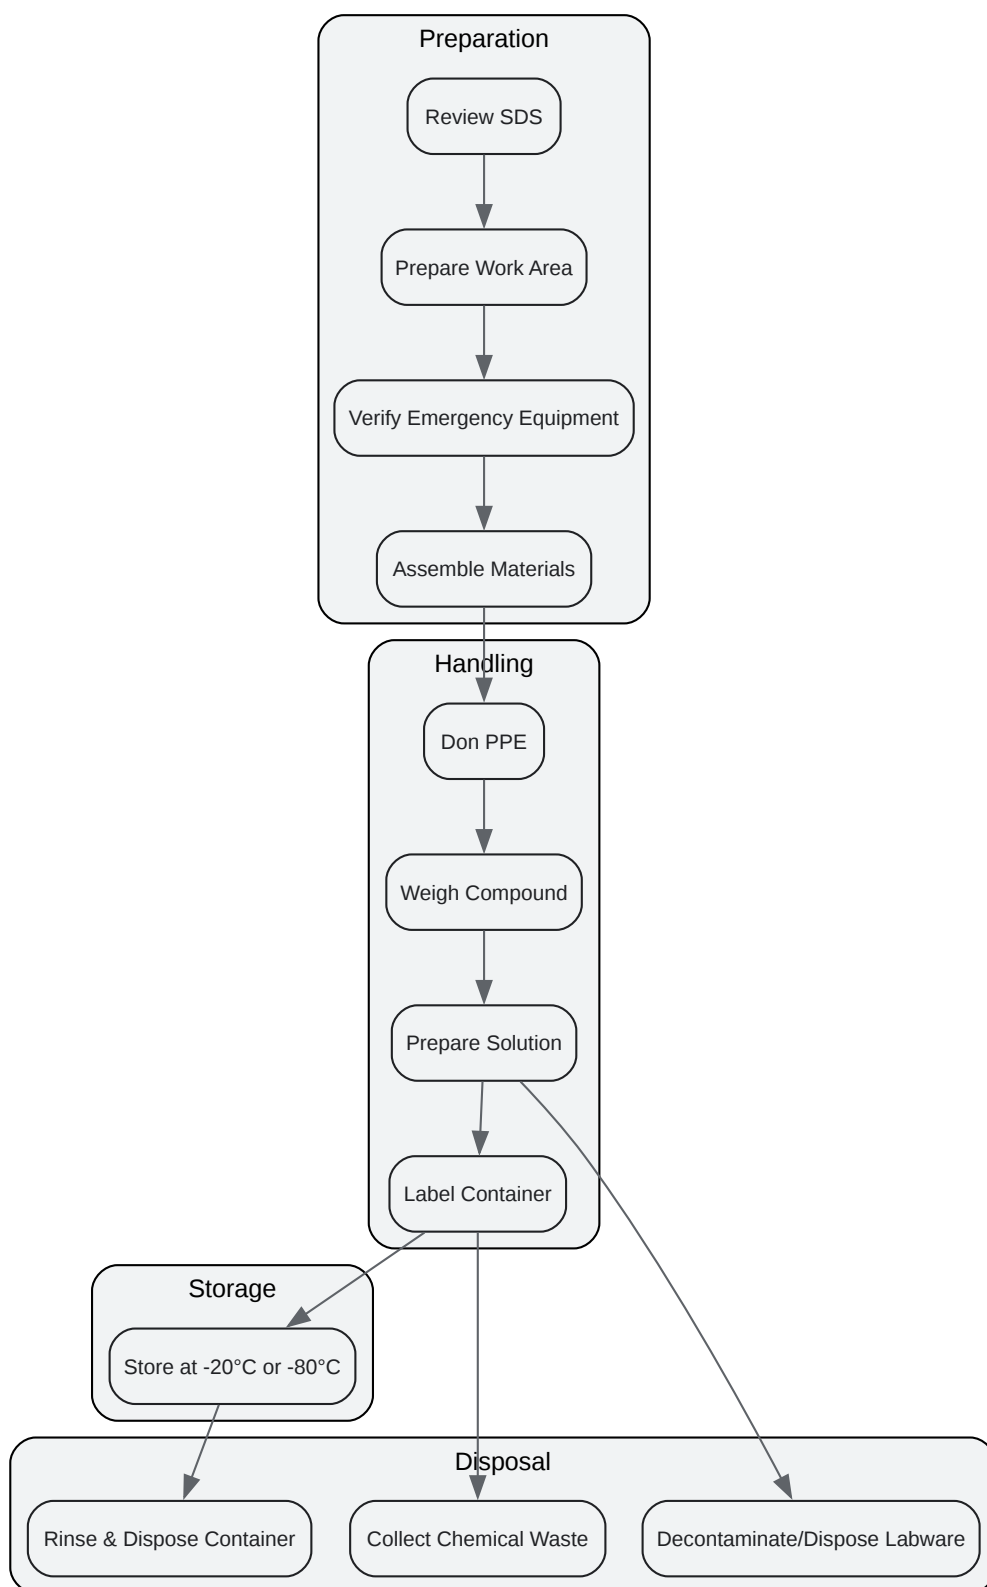 Preparation
Review SDS
Prepare Work Area
Verify Emergency Equipment
Assemble Materials
Handling
Don PPE
Weigh Compound
Prepare Solution
Label Container
Storage
Store at -20°C or -80°C
Disposal
Rinse & Dispose Container
Collect Chemical Waste
Decontaminate/Dispose Labware